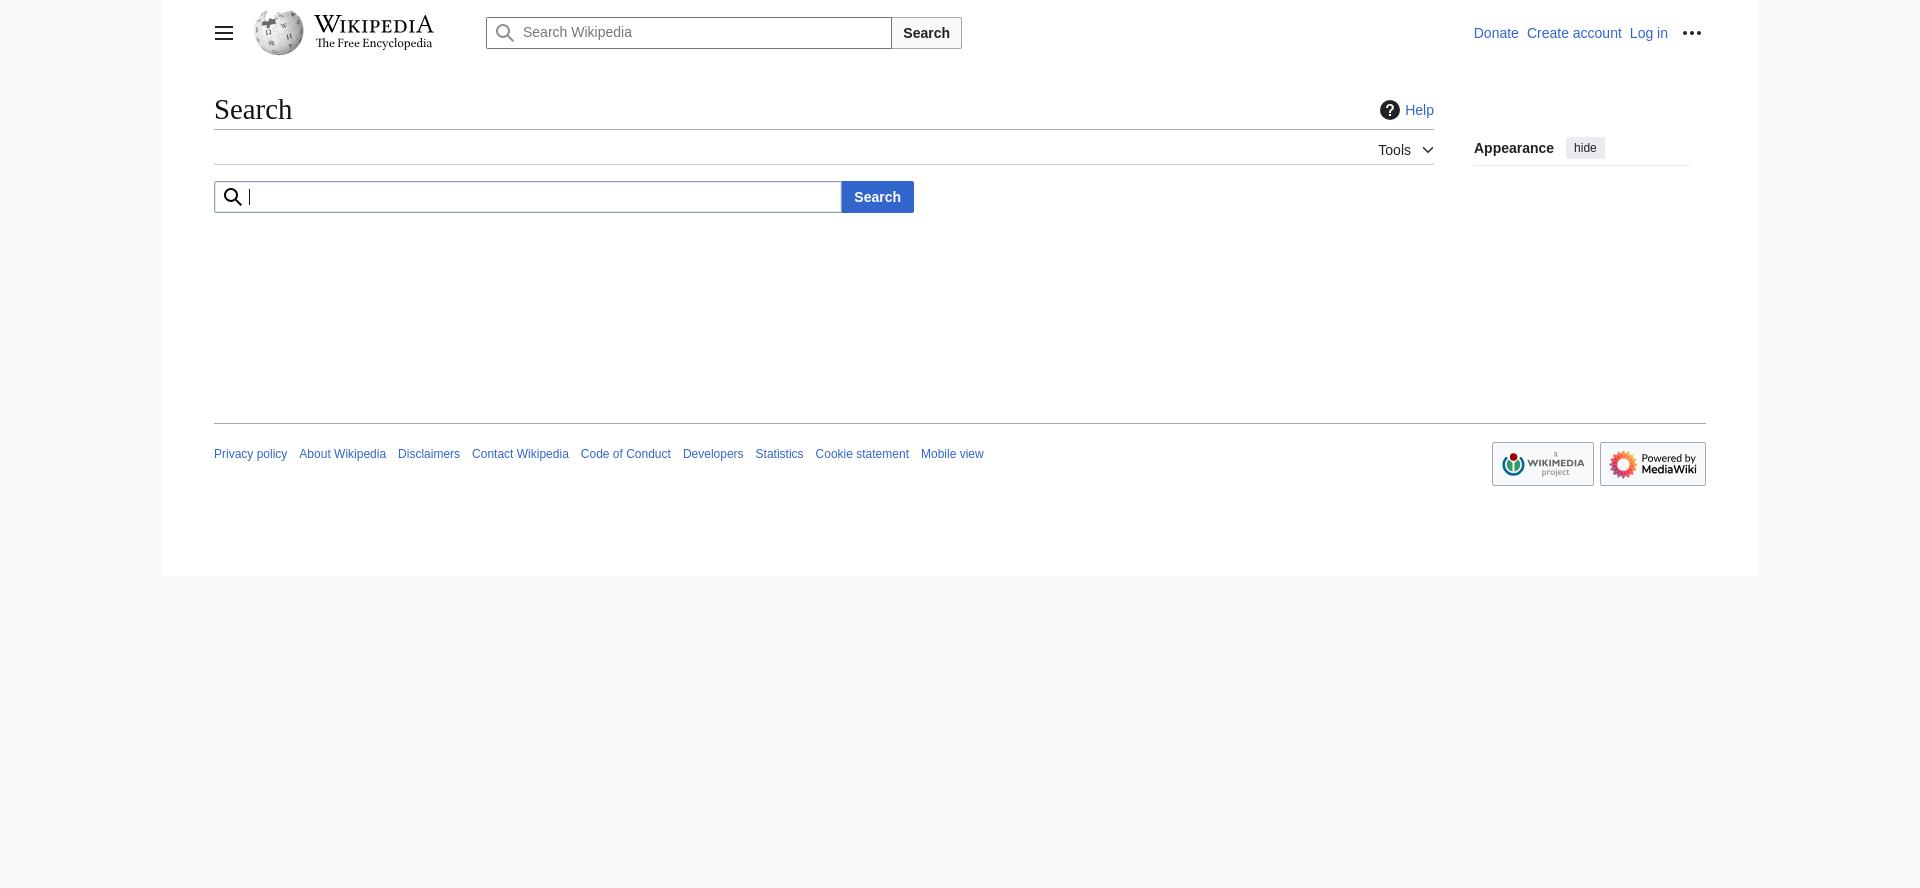 WIKIPEDIA
The Free Encyclopedia
Search Wikipedia
Search
Donate Create account Log in
Search
Help
Tools
Appearance hide
Search
Privacy policy About Wikipedia Disclaimers Contact Wikipedia Code of Conduct Developers Statistics Cookie statement Mobile view
a
WIKIMEDIA
project
Powered by
MediaWiki